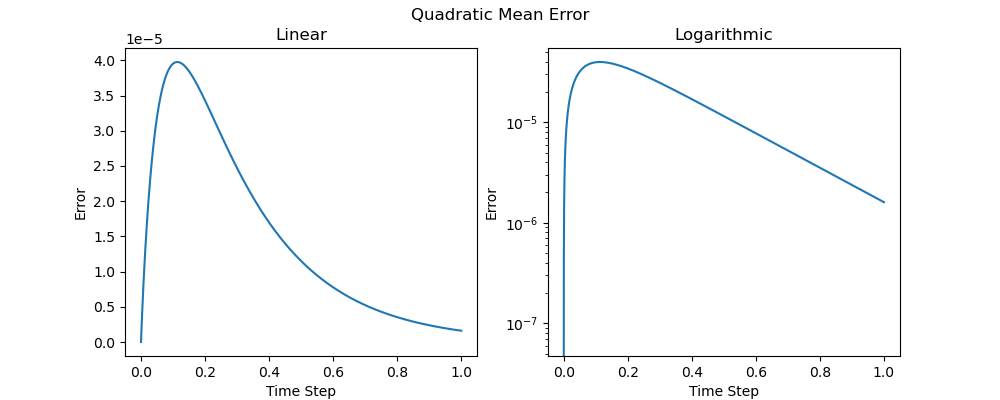 Quadratic Mean Error
Linear
1e−5
4.0
3.5
3.0
2.5
2.0
1.5
1.0
0.5
0.0
Error
0.0 0.2 0.4 0.6 0.8 1.0
Time Step
Logarithmic
10⁻⁵
10⁻⁶
10⁻⁷
Error
0.0 0.2 0.4 0.6 0.8 1.0
Time Step